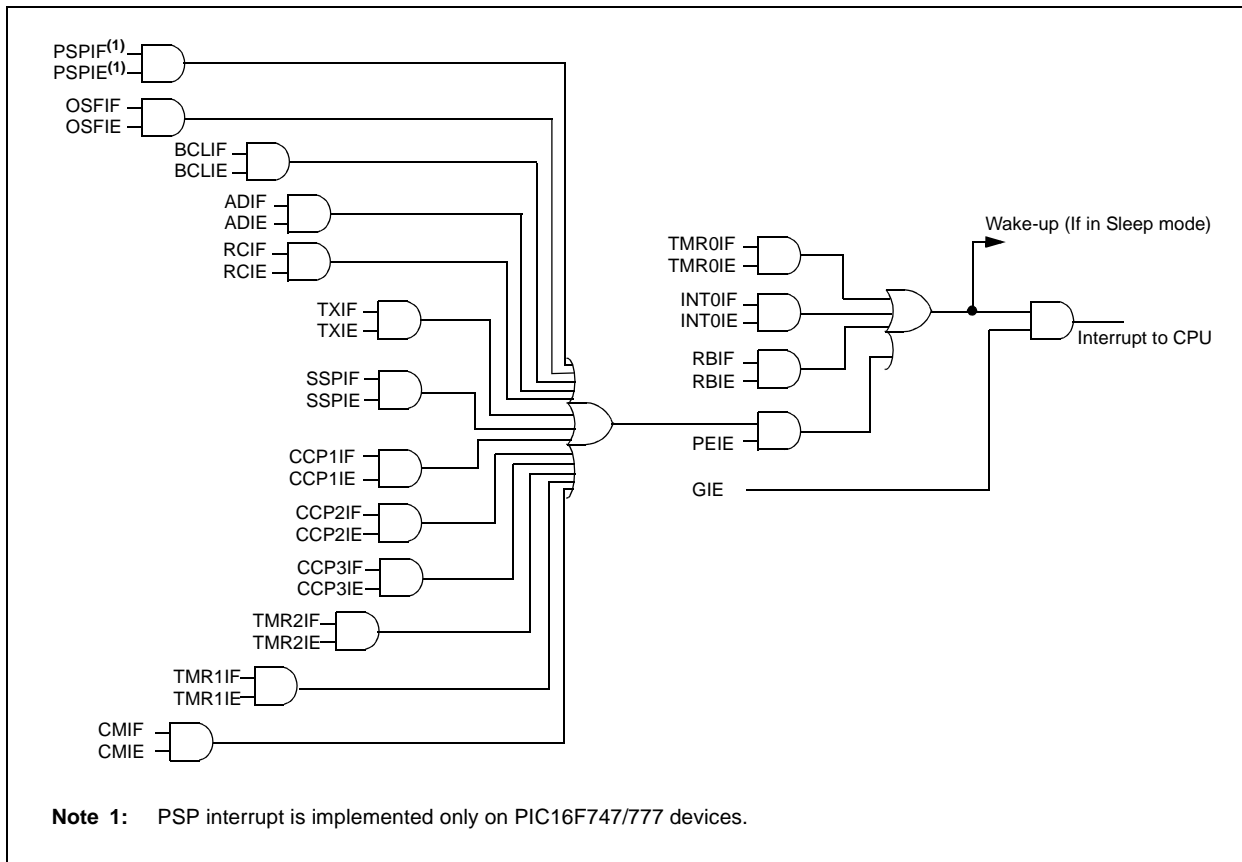 PSPIF(1)
PSPIE(1)
OSFIF
OSFIE
BCLIF
BCLIE
ADIF
ADIE
RCIF
RCIE
TXIF
TXIE
SSPIF
SSPIE
CCP1IF
CCP1IE
CCP2IF
CCP2IE
CCP3IF
CCP3IE
TMR2IF
TMR2IE
TMR1IF
TMR1IE
CMIF
CMIE
TMR0IF
TMR0IE
INT0IF
INT0IE
RBIF
RBIE
PEIE
GIE
Wake-up (If in Sleep mode)
Interrupt to CPU
Note 1: PSP interrupt is implemented only on PIC16F747/777 devices.